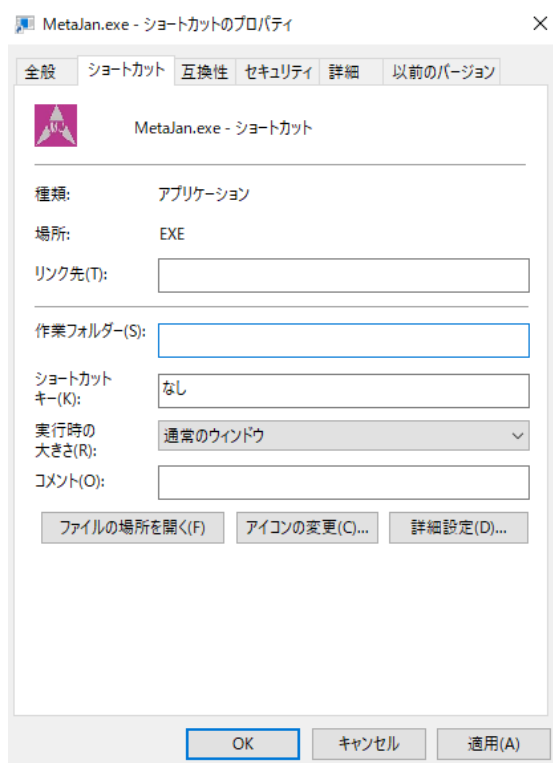 MetaJan.exe - ショートカットのプロパティ
全般 ショートカット 互換性 セキュリティ 詳細 以前のバージョン
MetaJan.exe - ショートカット
種類: アプリケーション
場所: EXE
リンク先(T):
作業フォルダー(S):
ショートカット
キー(K): なし
実行時の
大きさ(R): 通常のウィンドウ
コメント(O):
ファイルの場所を開く(F) アイコンの変更(C)... 詳細設定(D)...
OK キャンセル 適用(A)